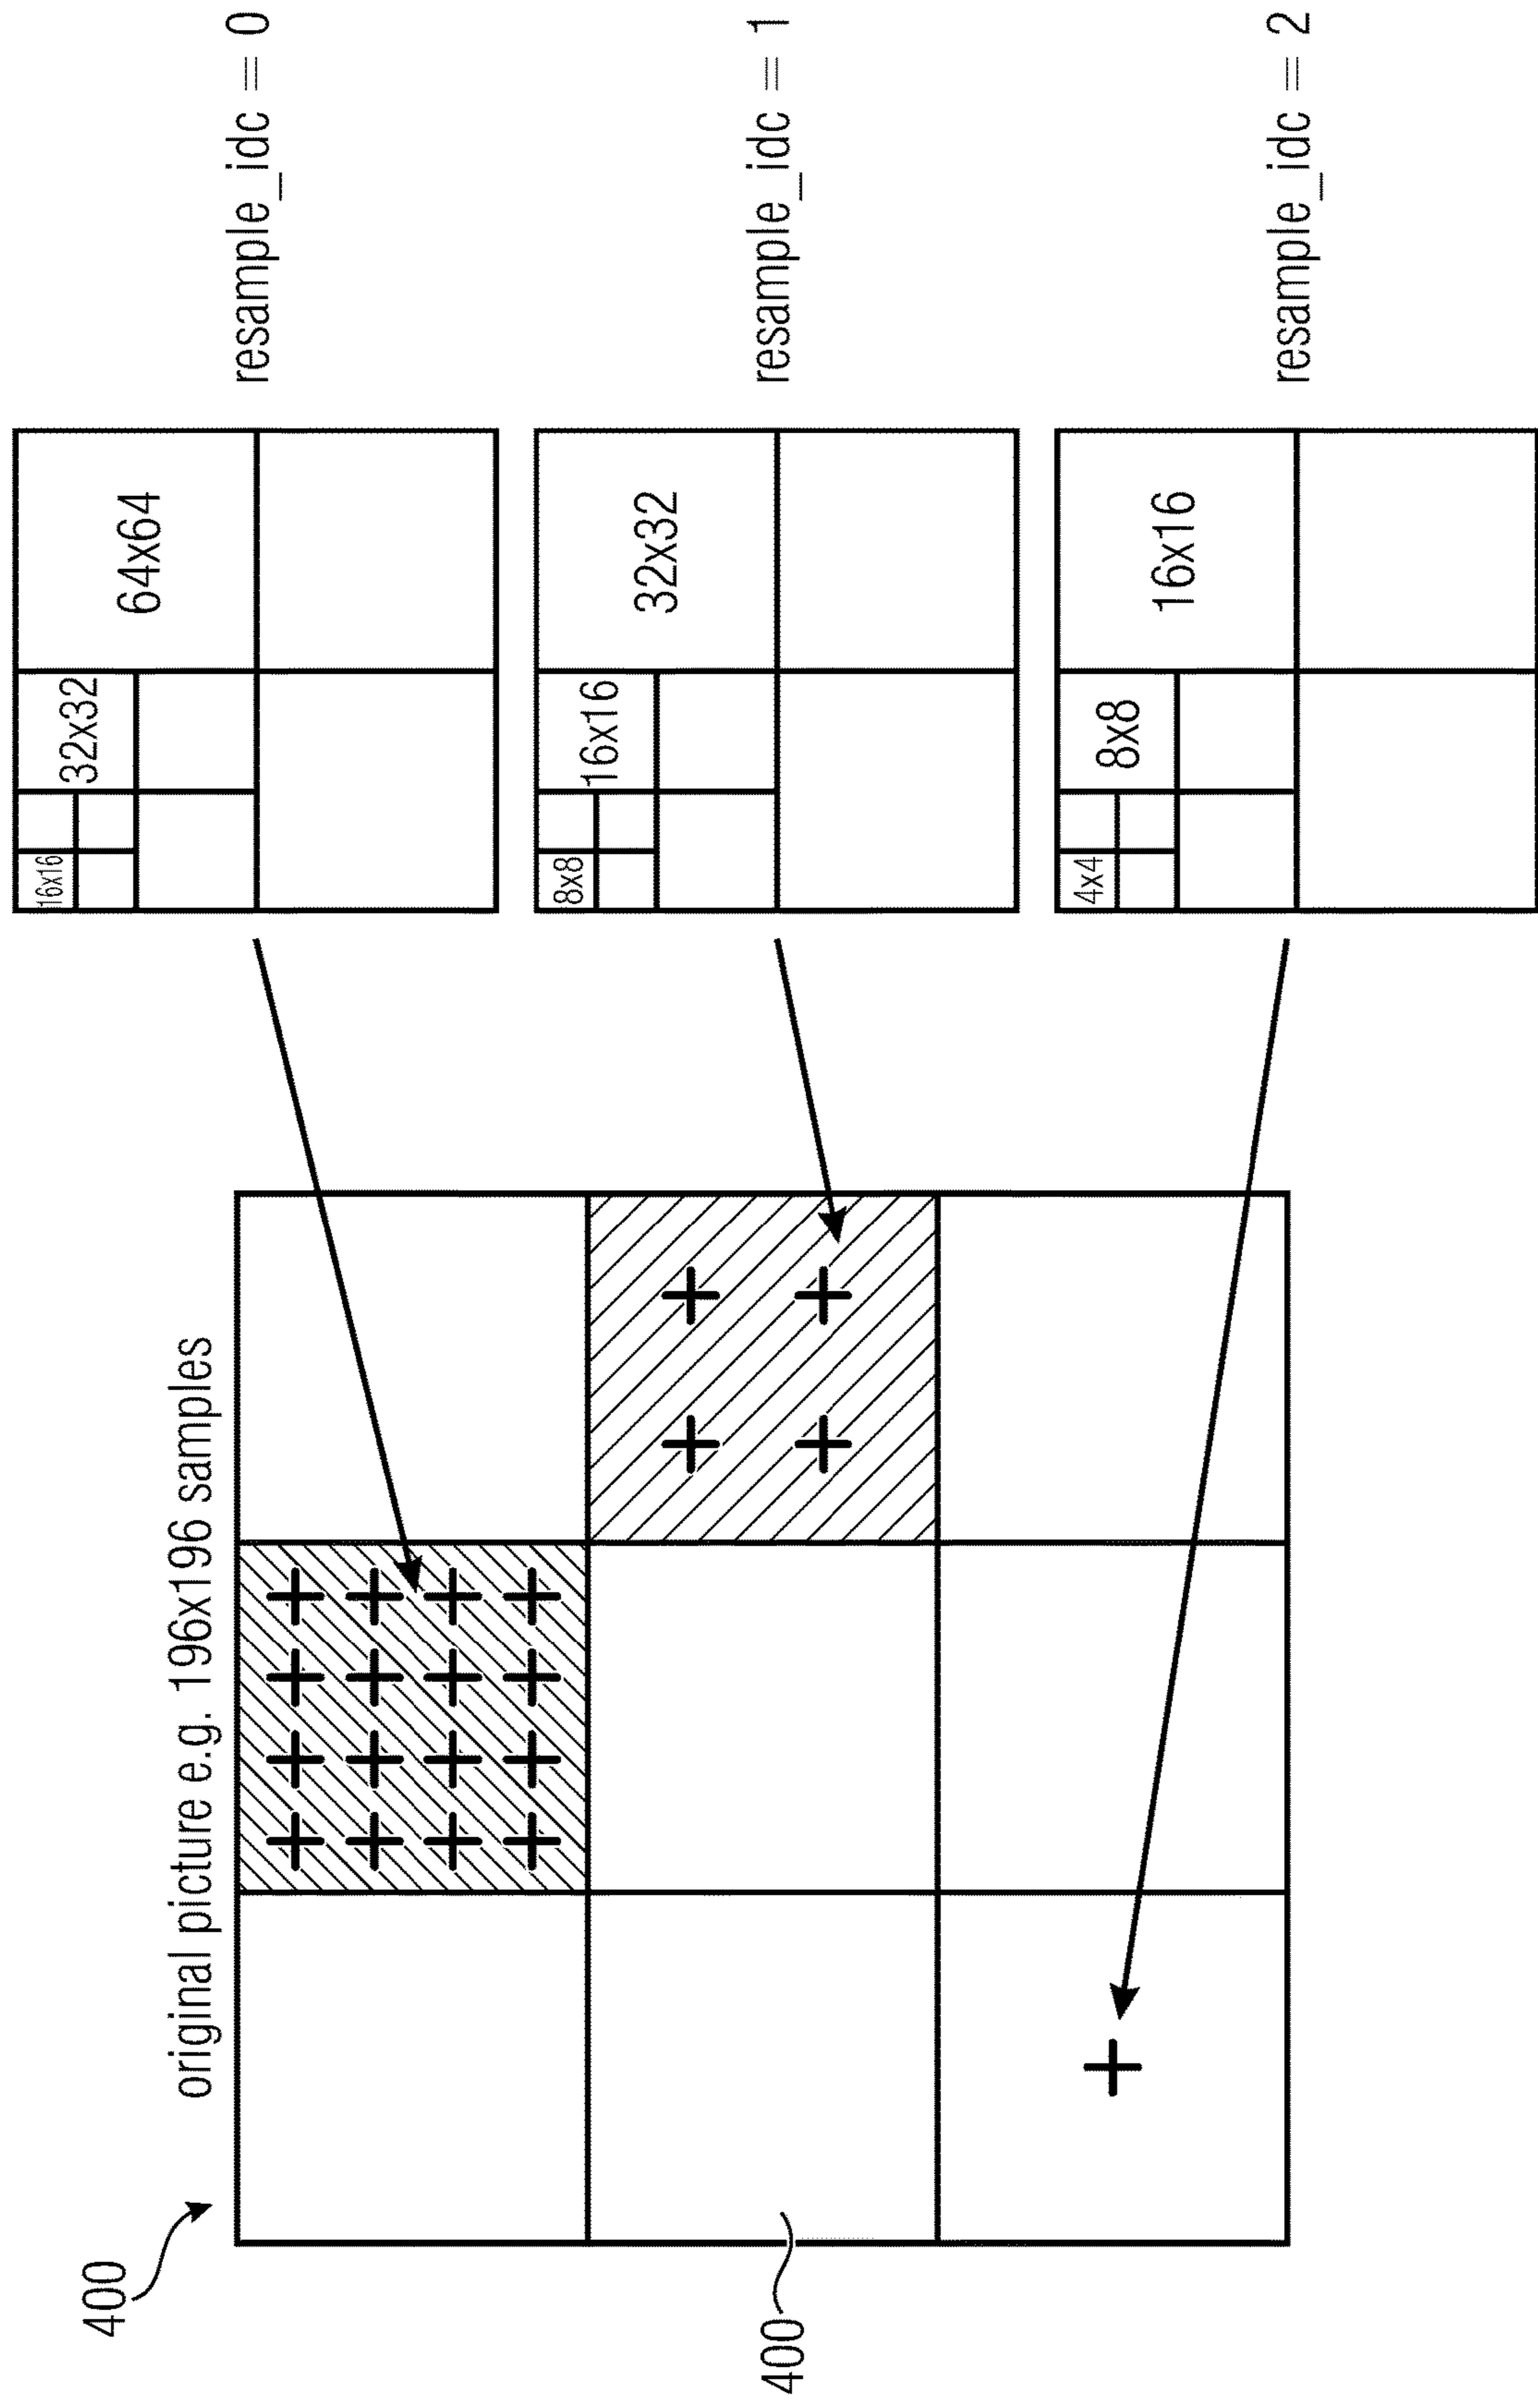 400
original picture e.g. 196x196 samples
400
16x16
32x32
64x64
resample_idc = 0
8x8
16x16
32x32
resample_idc = 1
4x4
8x8
16x16
resample_idc = 2